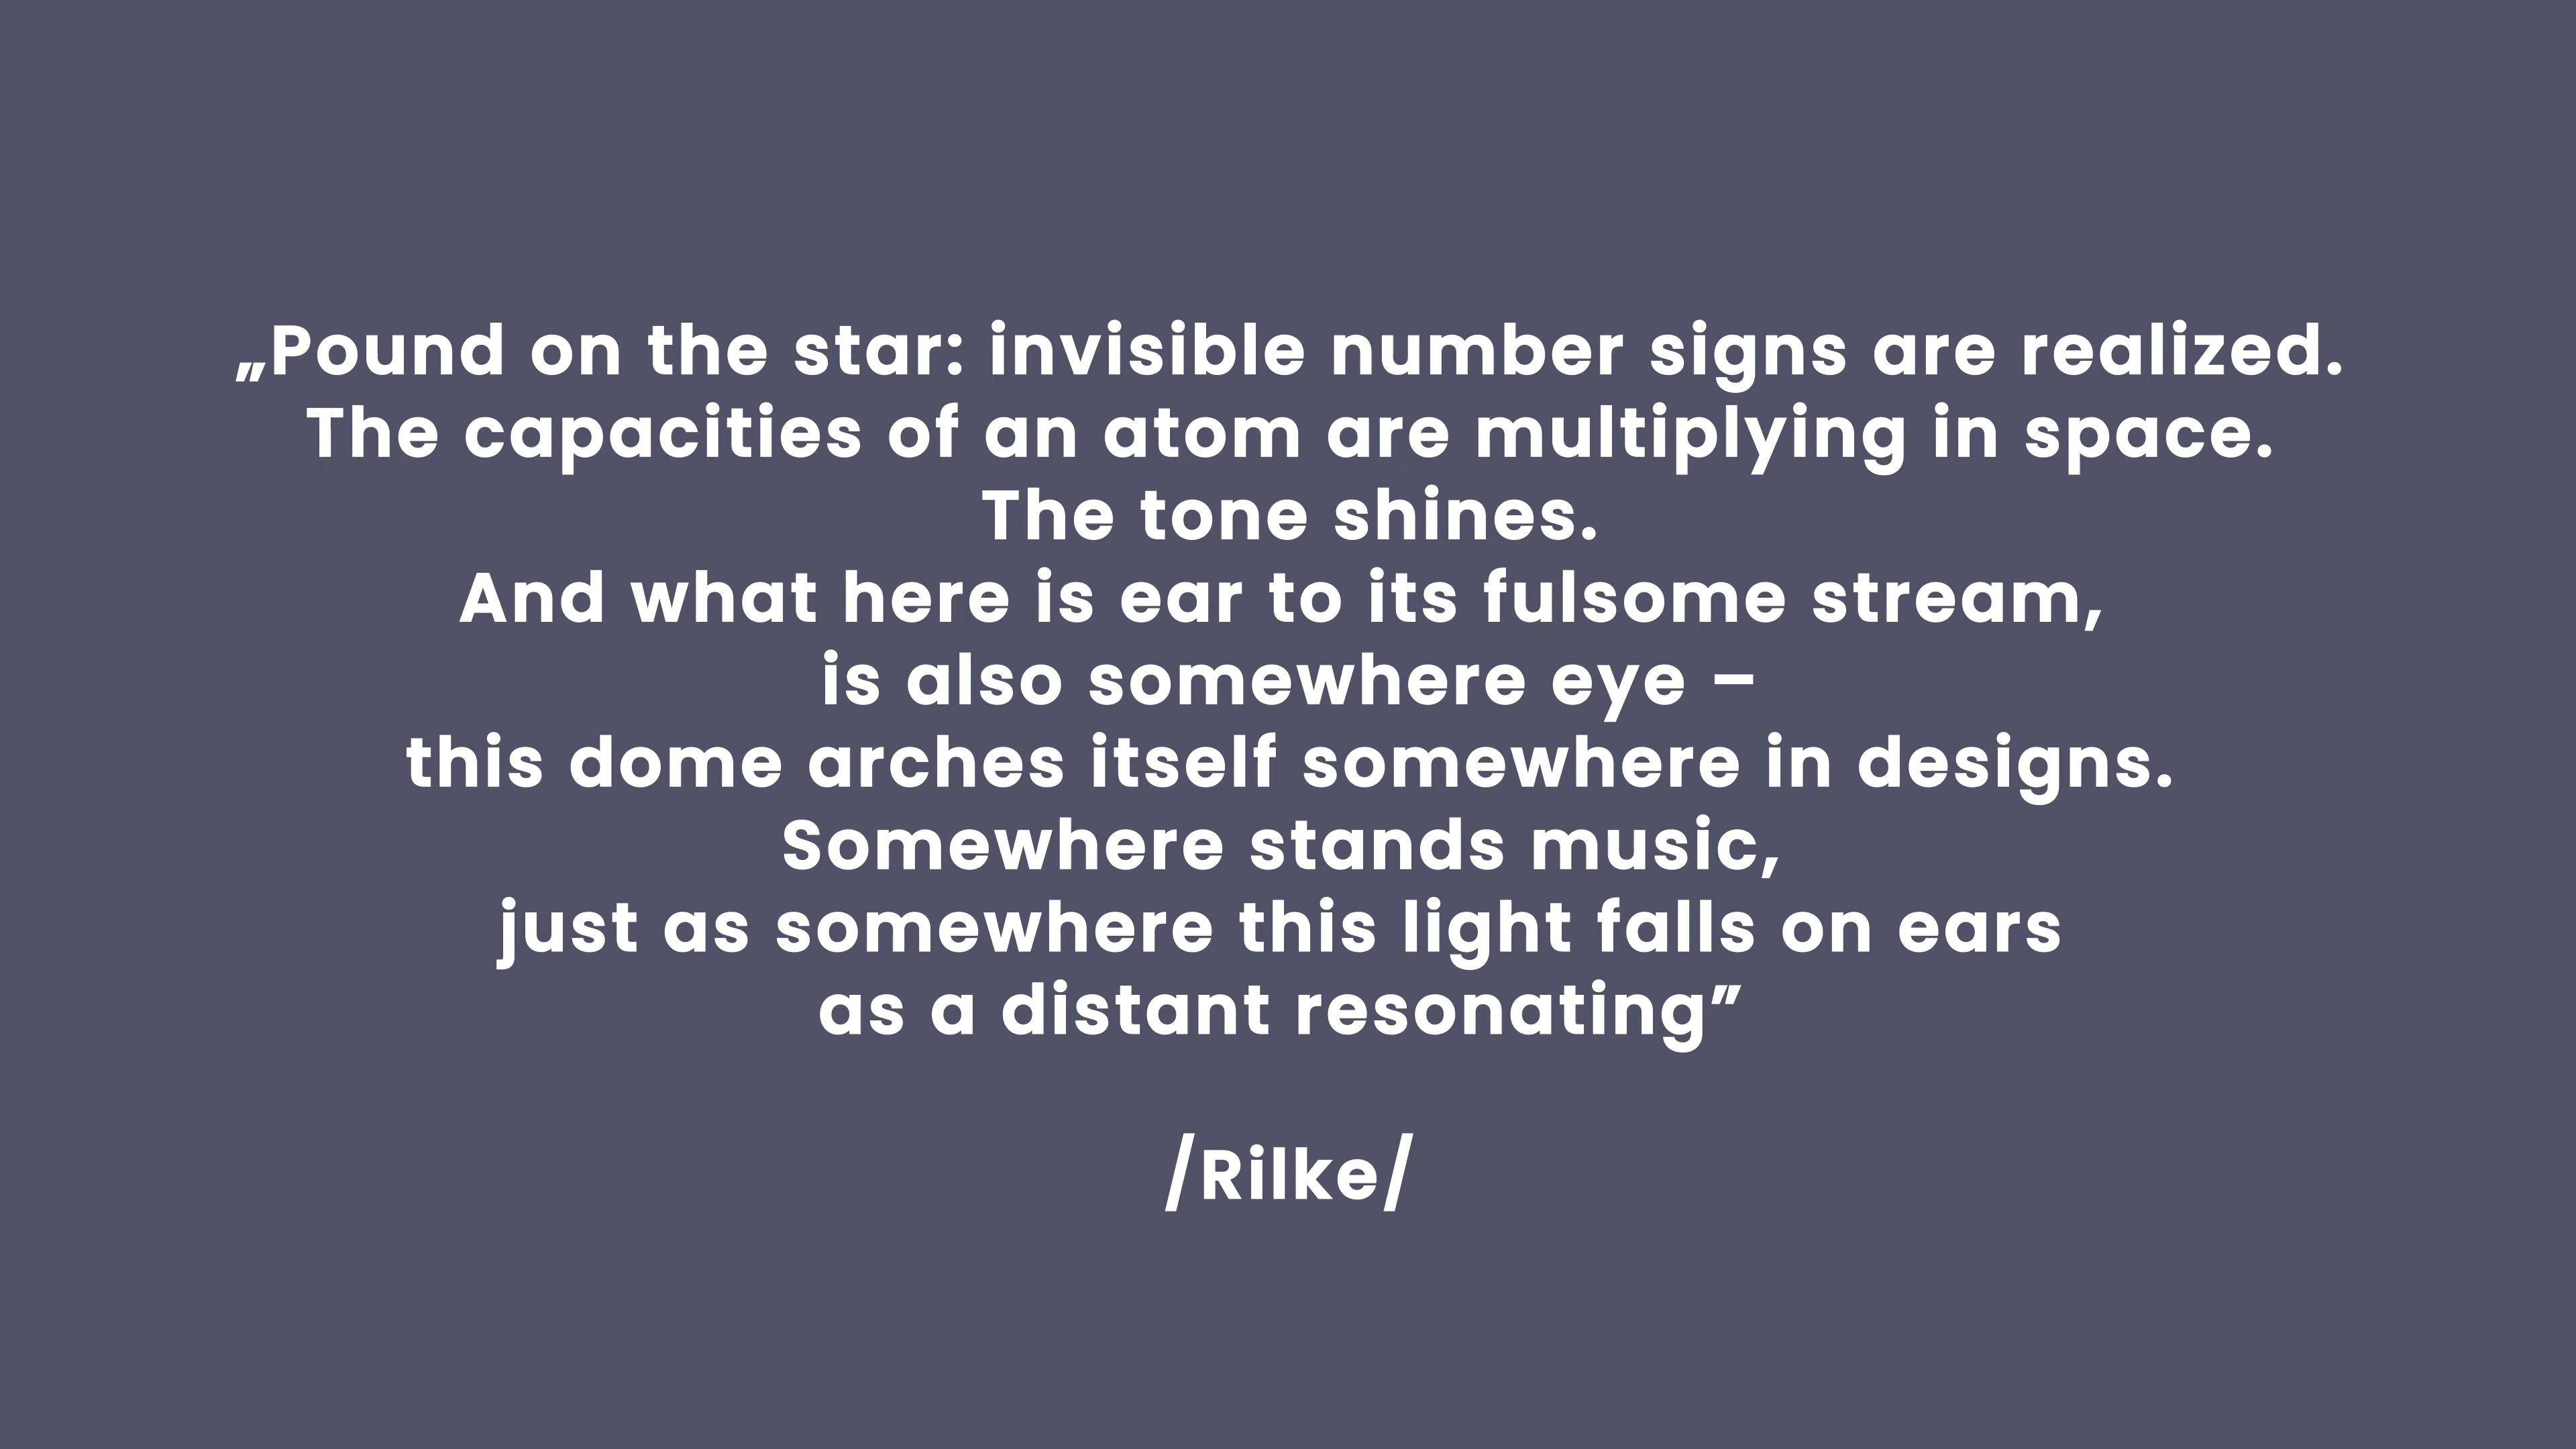 „Pound on the star: invisible number signs are realized.
The capacities of an atom are multiplying in space.
The tone shines.
And what here is ear to its fulsome stream,
is also somewhere eye –
this dome arches itself somewhere in designs.
Somewhere stands music,
just as somewhere this light falls on ears
as a distant resonating”
/Rilke/